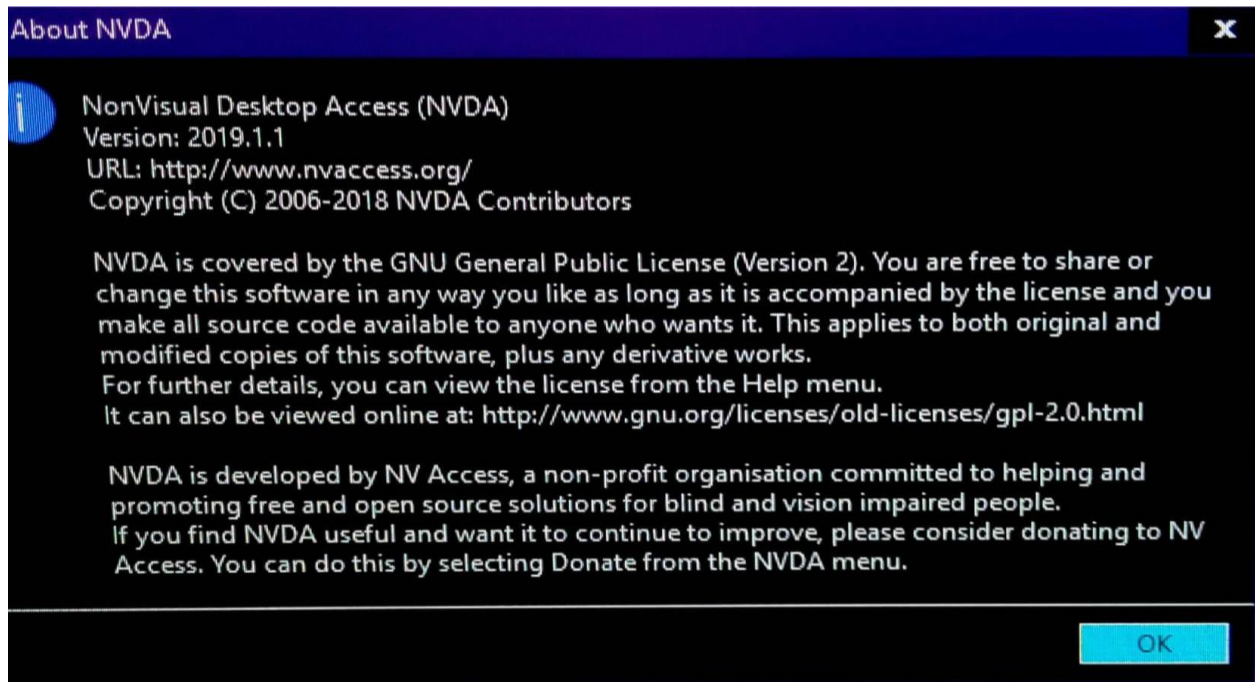 About NVDA
NonVisual Desktop Access (NVDA)
Version: 2019.1.1
URL: http://www.nvaccess.org/
Copyright (C) 2006-2018 NVDA Contributors
NVDA is covered by the GNU General Public License (Version 2). You are free to share or
change this software in any way you like as long as it is accompanied by the license and you
make all source code available to anyone who wants it. This applies to both original and
modified copies of this software, plus any derivative works.
For further details, you can view the license from the Help menu.
It can also be viewed online at: http://www.gnu.org/licenses/old-licenses/gpl-2.0.html
NVDA is developed by NV Access, a non-profit organisation committed to helping and
promoting free and open source solutions for blind and vision impaired people.
If you find NVDA useful and want it to continue to improve, please consider donating to NV
Access. You can do this by selecting Donate from the NVDA menu.
OK